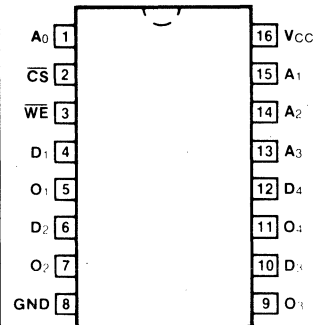 A0 1 16 VCC
CS 2 15 A1
WE 3 14 A2
D1 4 13 A3
O1 5 12 D4
D2 6 11 O4
O2 7 10 D3
GND 8 9 O3